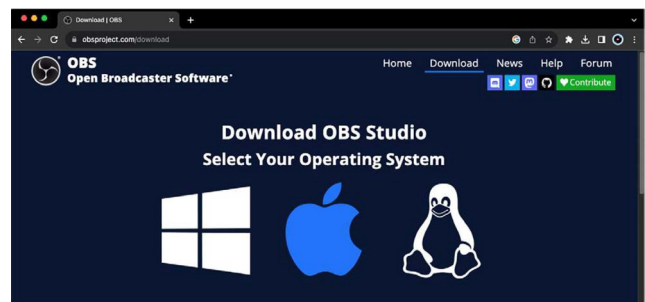 Download | OBS
obsproject.com/download
OBS
Open Broadcaster Software
Home Download News Help Forum
Contribute
Download OBS Studio
Select Your Operating System